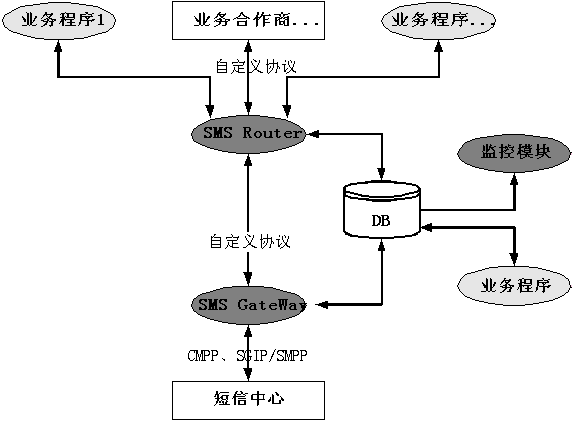 业务程序1
业务合作商...
业务程序...
自定义协议
SMS Router
监控模块
DB
自定义协议
业务程序
SMS GateWay
CMPP、SGIP/SMPP
短信中心